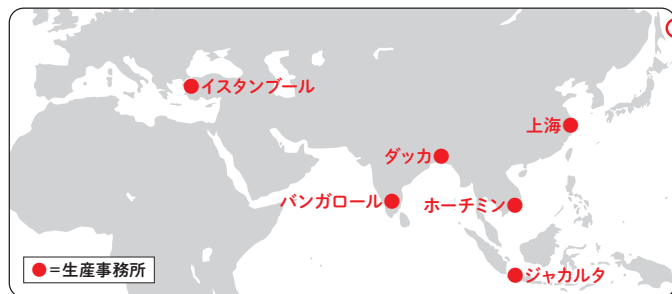 イスタンブール
上海
ダッカ
バンガロール
ホーチミン
ジャカルタ
●=生産事務所